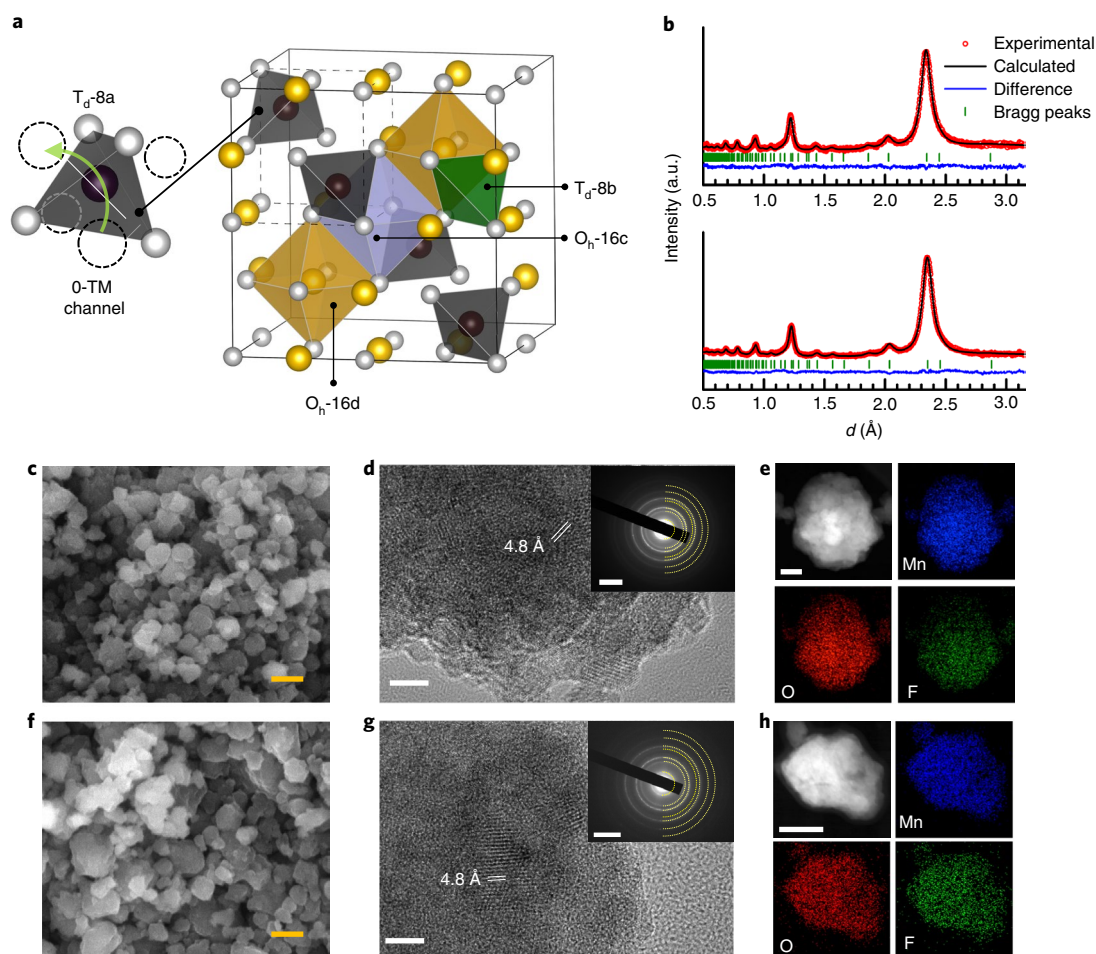 a
T_d-8a
0-TM
channel
T_d-8b
O_h-16c
O_h-16d
b
Experimental
Calculated
Difference
Bragg peaks
Intensity (a.u.)
0.5 1.0 1.5 2.0 2.5 3.0
0.5 1.0 1.5 2.0 2.5 3.0
d (Å)
c
d
4.8 Å
e
Mn
O
F
f
g
4.8 Å
h
Mn
O
F